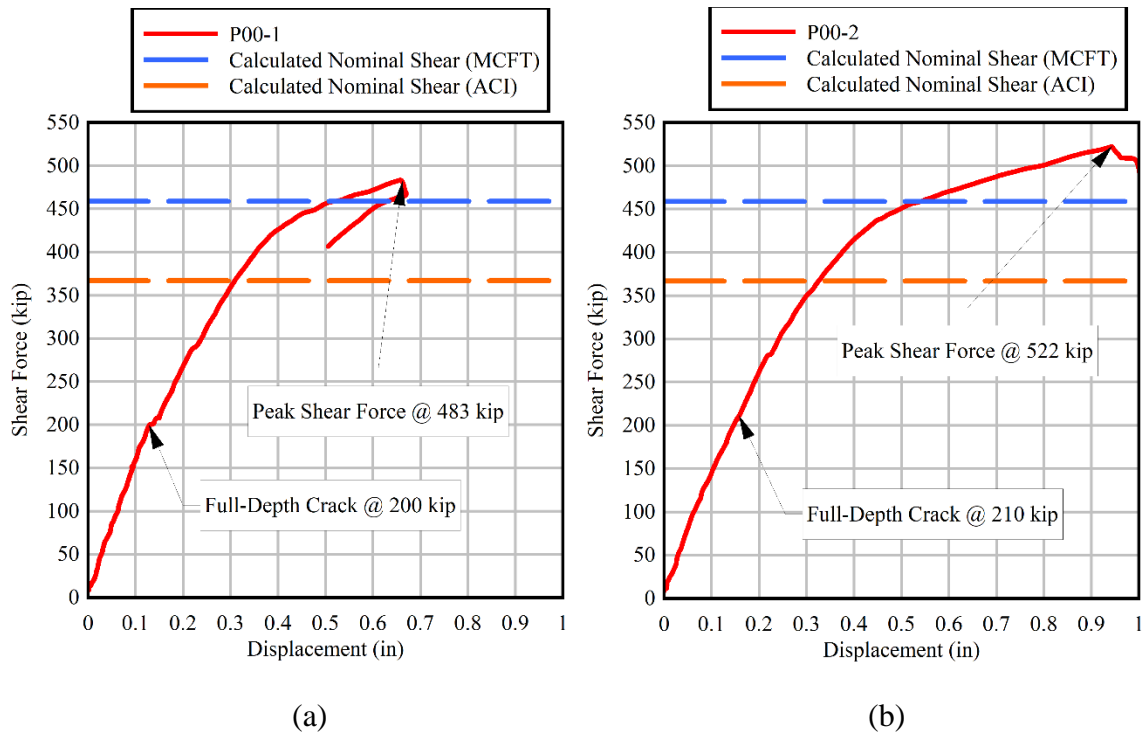 P00-1
Calculated Nominal Shear (MCFT)
Calculated Nominal Shear (ACI)
550
500
450
400
350
300
250
200
150
100
50
0
Shear Force (kip)
Peak Shear Force @ 483 kip
Full-Depth Crack @ 200 kip
0 0.1 0.2 0.3 0.4 0.5 0.6 0.7 0.8 0.9 1
Displacement (in)
(a)
P00-2
Calculated Nominal Shear (MCFT)
Calculated Nominal Shear (ACI)
550
500
450
400
350
300
250
200
150
100
50
0
Shear Force (kip)
Peak Shear Force @ 522 kip
Full-Depth Crack @ 210 kip
0 0.1 0.2 0.3 0.4 0.5 0.6 0.7 0.8 0.9 1
Displacement (in)
(b)